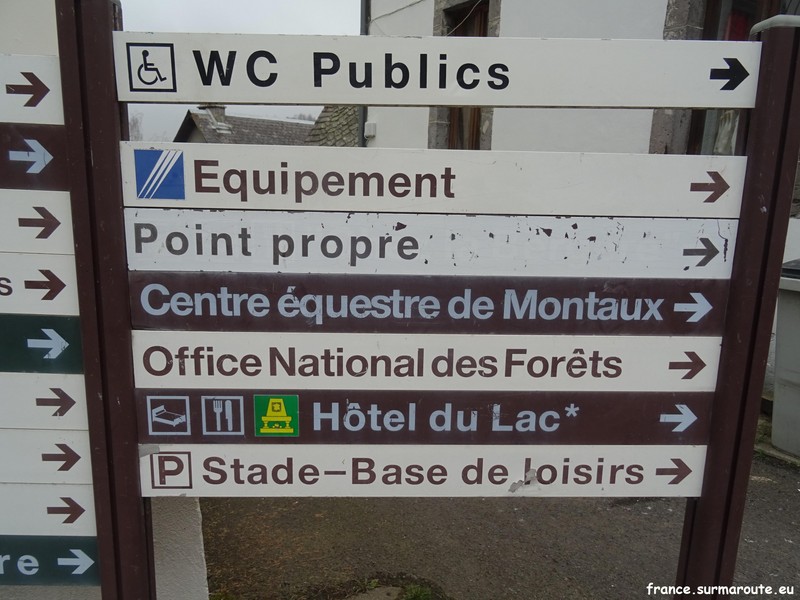 WC Publics
Equipement
Point propre
Centre équestre de Montaux
Office National des Forêts
Hôtel du Lac*
P Stade-Base de loisirs
s
re
france.surmaroute.eu